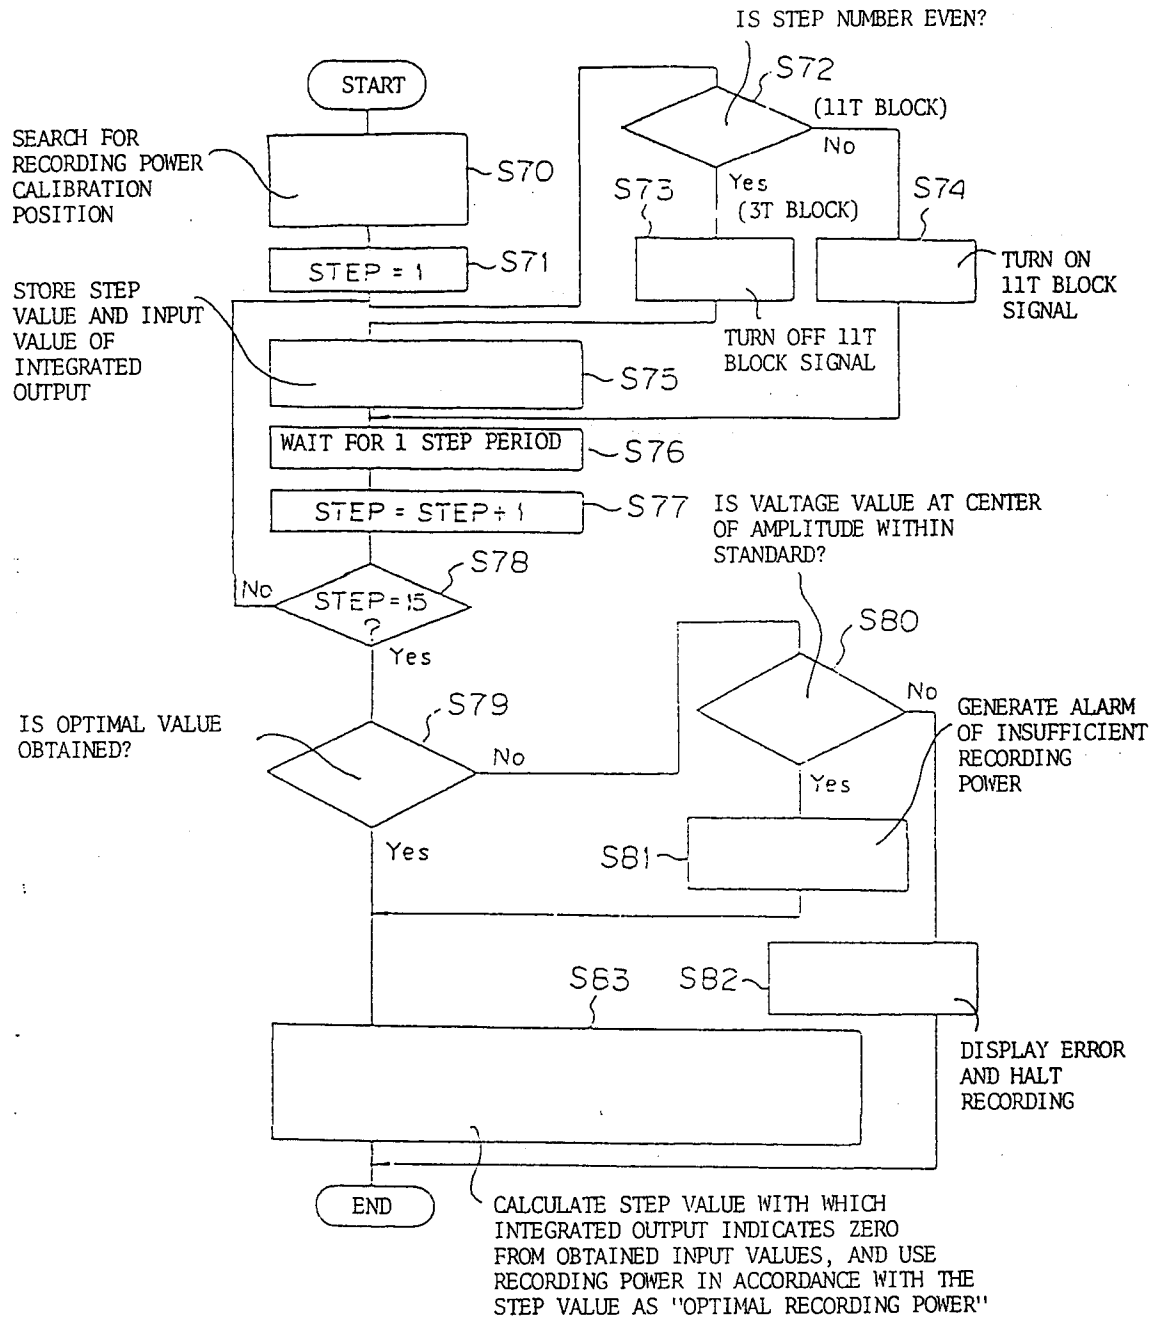 IS STEP NUMBER EVEN?
START
S72
(11T BLOCK)
No
SEARCH FOR
RECORDING POWER
CALIBRATION
POSITION
S70
Yes
(3T BLOCK)
S73
S74
STEP = 1
S71
TURN ON
11T BLOCK
SIGNAL
STORE STEP
VALUE AND INPUT
VALUE OF
INTEGRATED
OUTPUT
TURN OFF 11T
BLOCK SIGNAL
S75
WAIT FOR 1 STEP PERIOD
S76
STEP = STEP+1
S77
IS VALTAGE VALUE AT CENTER
OF AMPLITUDE WITHIN
STANDARD?
S78
No
STEP=15
?
Yes
S80
No
S79
IS OPTIMAL VALUE
OBTAINED?
No
Yes
GENERATE ALARM
OF INSUFFICIENT
RECORDING
POWER
Yes
S81
S83
S82
DISPLAY ERROR
AND HALT
RECORDING
END
CALCULATE STEP VALUE WITH WHICH
INTEGRATED OUTPUT INDICATES ZERO
FROM OBTAINED INPUT VALUES, AND USE
RECORDING POWER IN ACCORDANCE WITH THE
STEP VALUE AS "OPTIMAL RECORDING POWER"